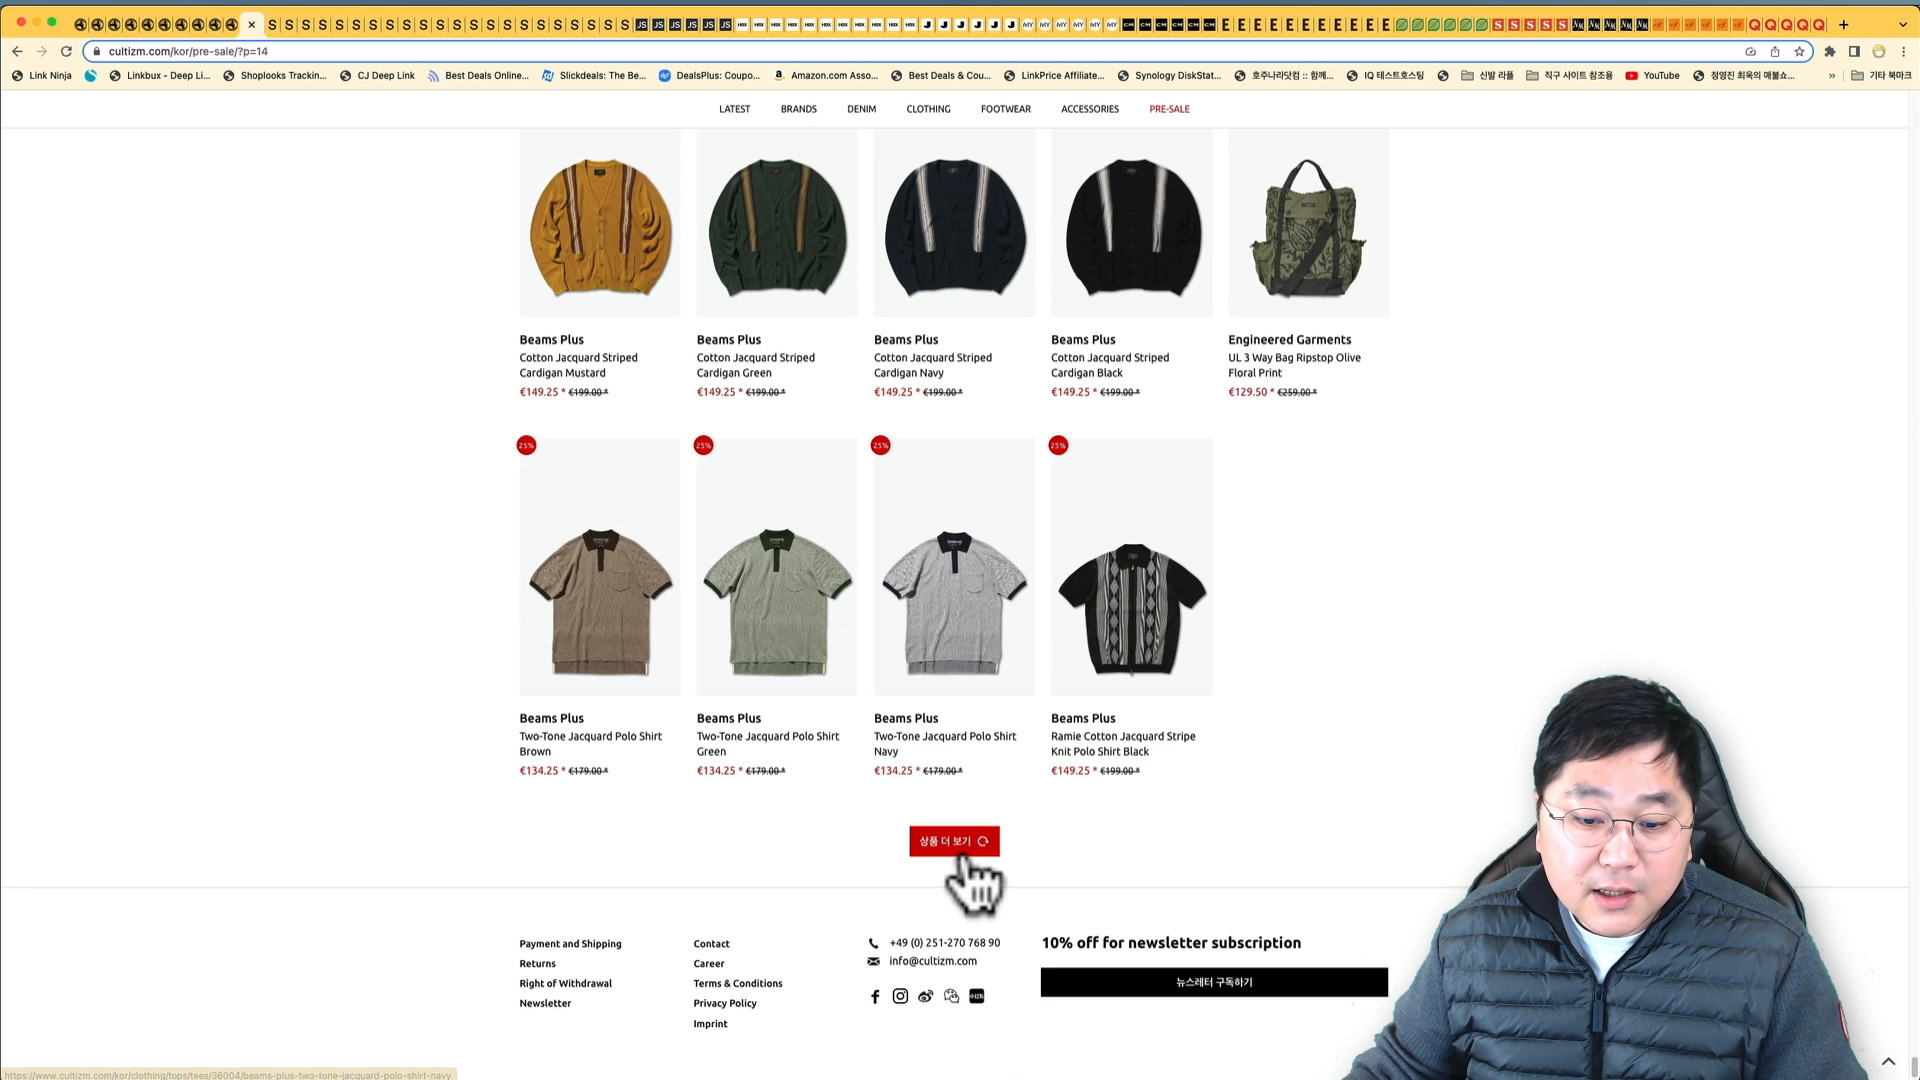 cultizm.com/kor/pre-sale/?p=14
Link Ninja
Linkbux - Deep Li...
Shoplooks Trackin...
CJ Deep Link
Best Deals Online...
Slickdeals: The Be...
DealsPlus: Coupo...
Amazon.com Asso...
Best Deals & Cou...
LinkPrice Affiliate...
Synology DiskStat...
호주나라닷컴 :: 함께...
IQ 테스트호스팅
신발 라플
직구 사이트 참조용
YouTube
정영진 최욱의 매불쇼...
»
기타 북마크
LATEST
BRANDS
DENIM
CLOTHING
FOOTWEAR
ACCESSORIES
PRE-SALE
Beams Plus
Cotton Jacquard Striped
Cardigan Mustard
€149.25 * €199.00 *
Beams Plus
Cotton Jacquard Striped
Cardigan Green
€149.25 * €199.00 *
Beams Plus
Cotton Jacquard Striped
Cardigan Navy
€149.25 * €199.00 *
Beams Plus
Cotton Jacquard Striped
Cardigan Black
€149.25 * €199.00 *
Engineered Garments
UL 3 Way Bag Ripstop Olive
Floral Print
€129.50 * €259.00 *
25%
25%
25%
25%
Beams Plus
Two-Tone Jacquard Polo Shirt
Brown
€134.25 * €179.00 *
Beams Plus
Two-Tone Jacquard Polo Shirt
Green
€134.25 * €179.00 *
Beams Plus
Two-Tone Jacquard Polo Shirt
Navy
€134.25 * €179.00 *
Beams Plus
Ramie Cotton Jacquard Stripe
Knit Polo Shirt Black
€149.25 * €199.00 *
상품 더 보기
Payment and Shipping
Returns
Right of Withdrawal
Newsletter
Contact
Career
Terms & Conditions
Privacy Policy
Imprint
+49 (0) 251-270 768 90
info@cultizm.com
10% off for newsletter subscription
뉴스레터 구독하기
https://www.cultizm.com/kor/clothing/tops/tees/36004/beams-plus-two-tone-jacquard-polo-shirt-navy